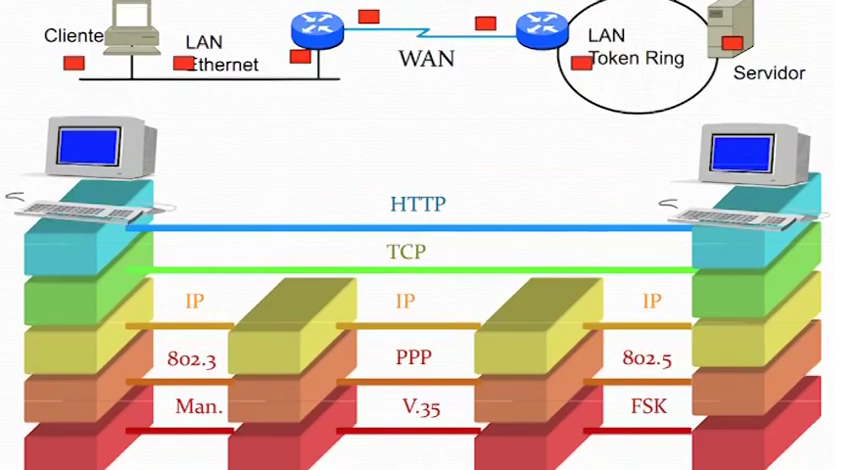 Cliente
LAN
Ethernet
WAN
LAN
Token Ring
Servidor
HTTP
TCP
IP IP IP
802.3 PPP 802.5
Man. V.35 FSK